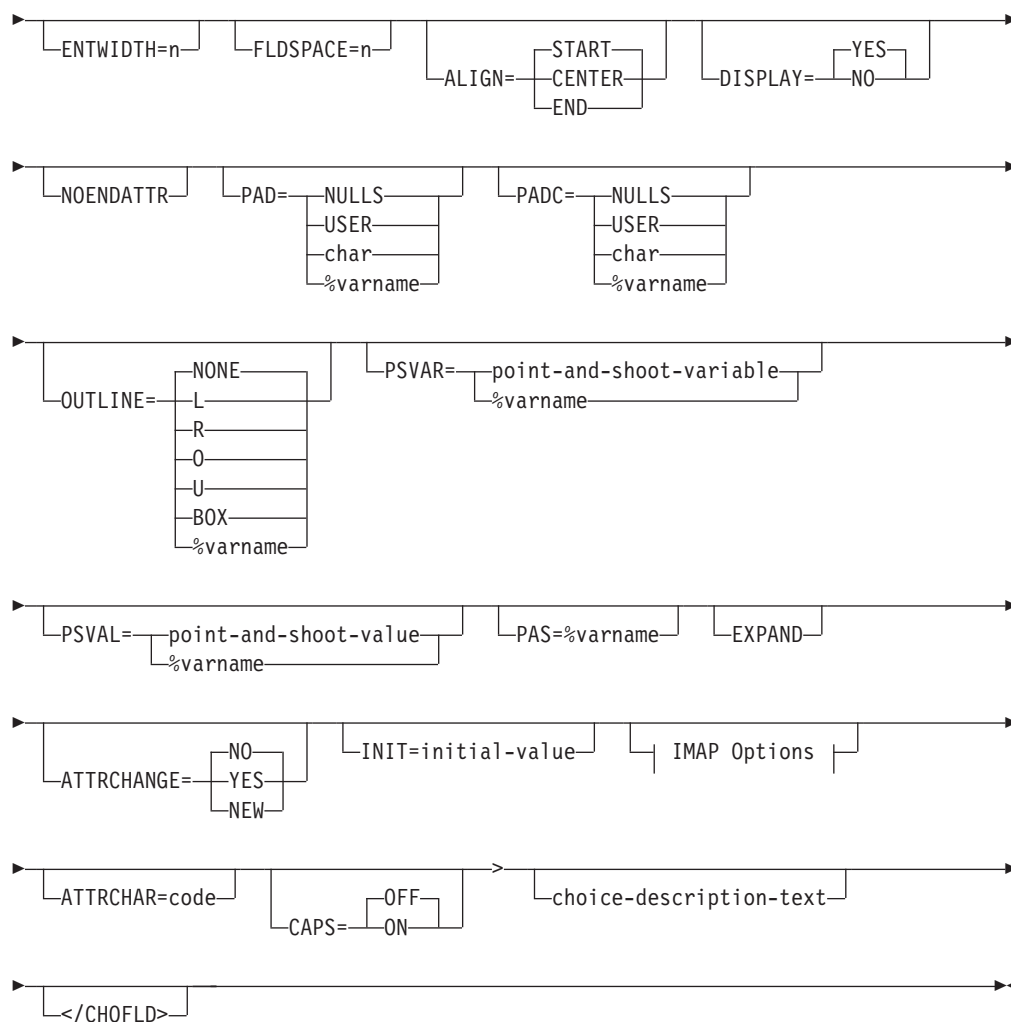 ENTWIDTH=n FLDSPACE=n START YES
ALIGN= CENTER DISPLAY= NO
END
NOENDATTR PAD= NULLS PADC= NULLS
USER USER
char char
%varname %varname
NONE PSVAR= point-and-shoot-variable
OUTLINE= L %varname
R
O
U
BOX
%varname
PSVAL= point-and-shoot-value PAS=%varname EXPAND
%varname
NO INIT=initial-value IMAP Options
ATTRCHANGE= YES
NEW
>
ATTRCHAR=code OFF choice-description-text
CAPS= ON
</CHOFLD>